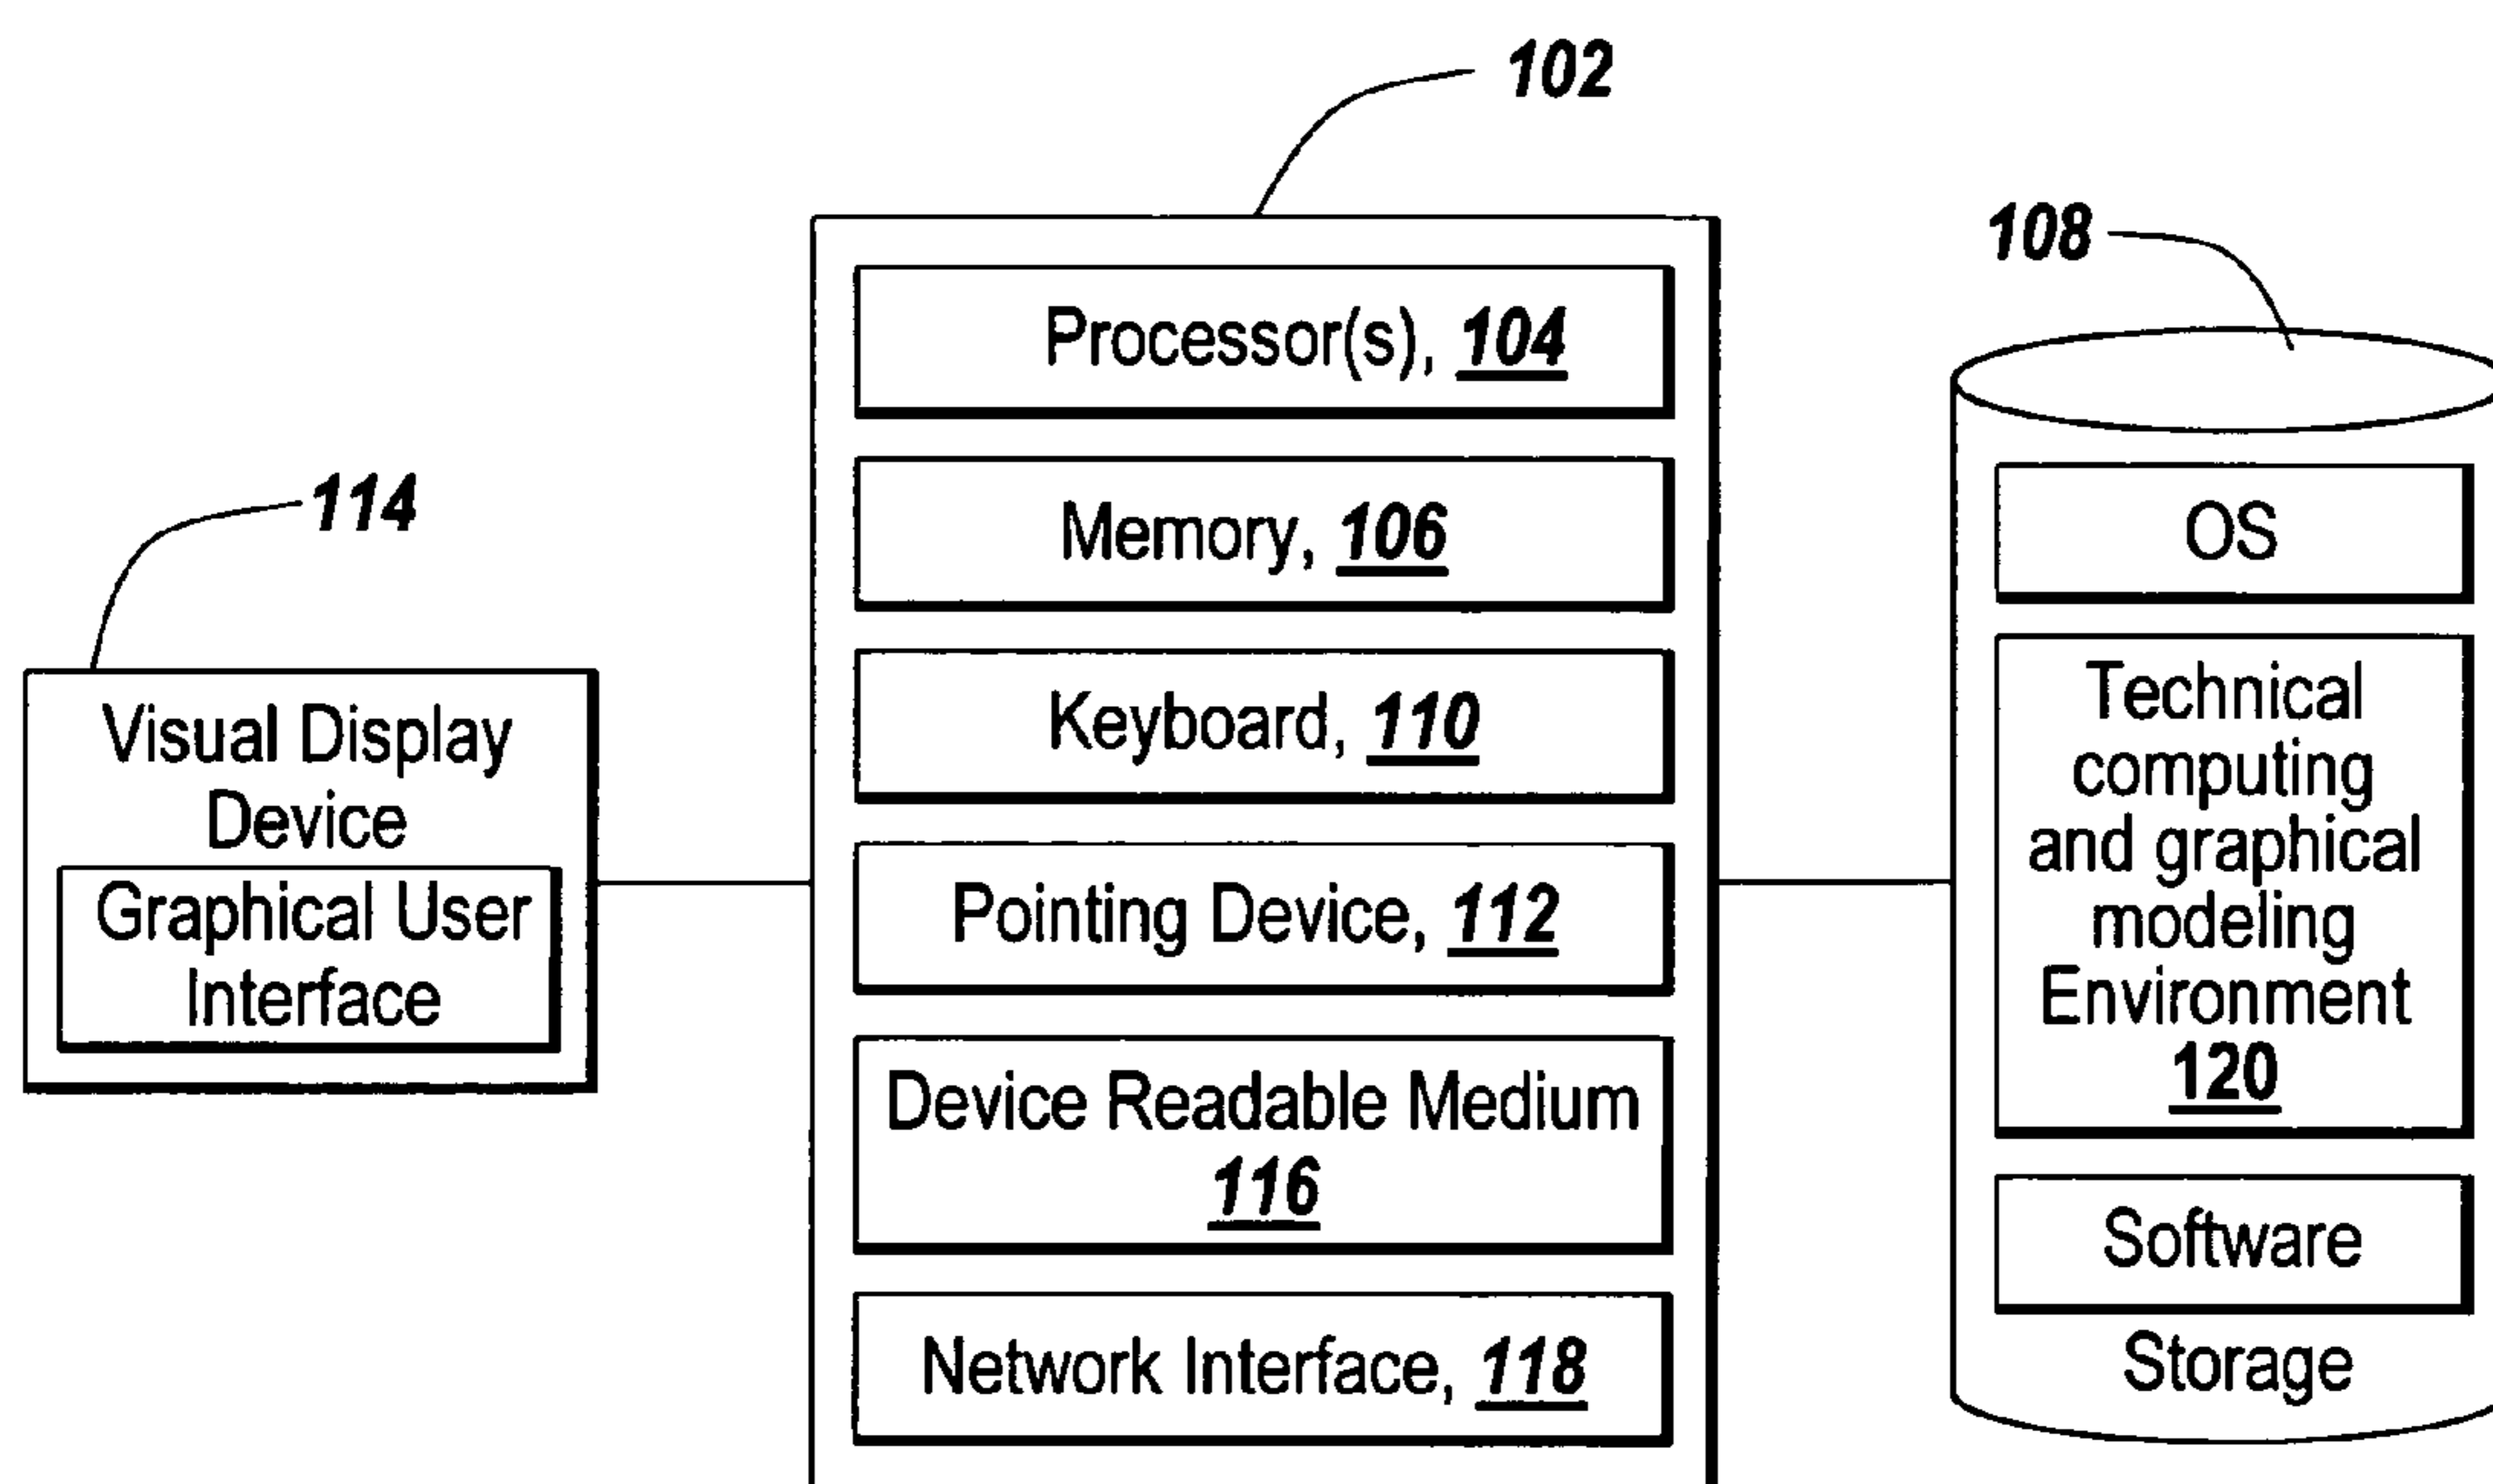 102
108
114
Processor(s), 104
Memory, 106
Keyboard, 110
Pointing Device, 112
Device Readable Medium
116
Network Interface, 118
Visual Display
Device
Graphical User
Interface
OS
Technical
computing
and graphical
modeling
Environment
120
Software
Storage